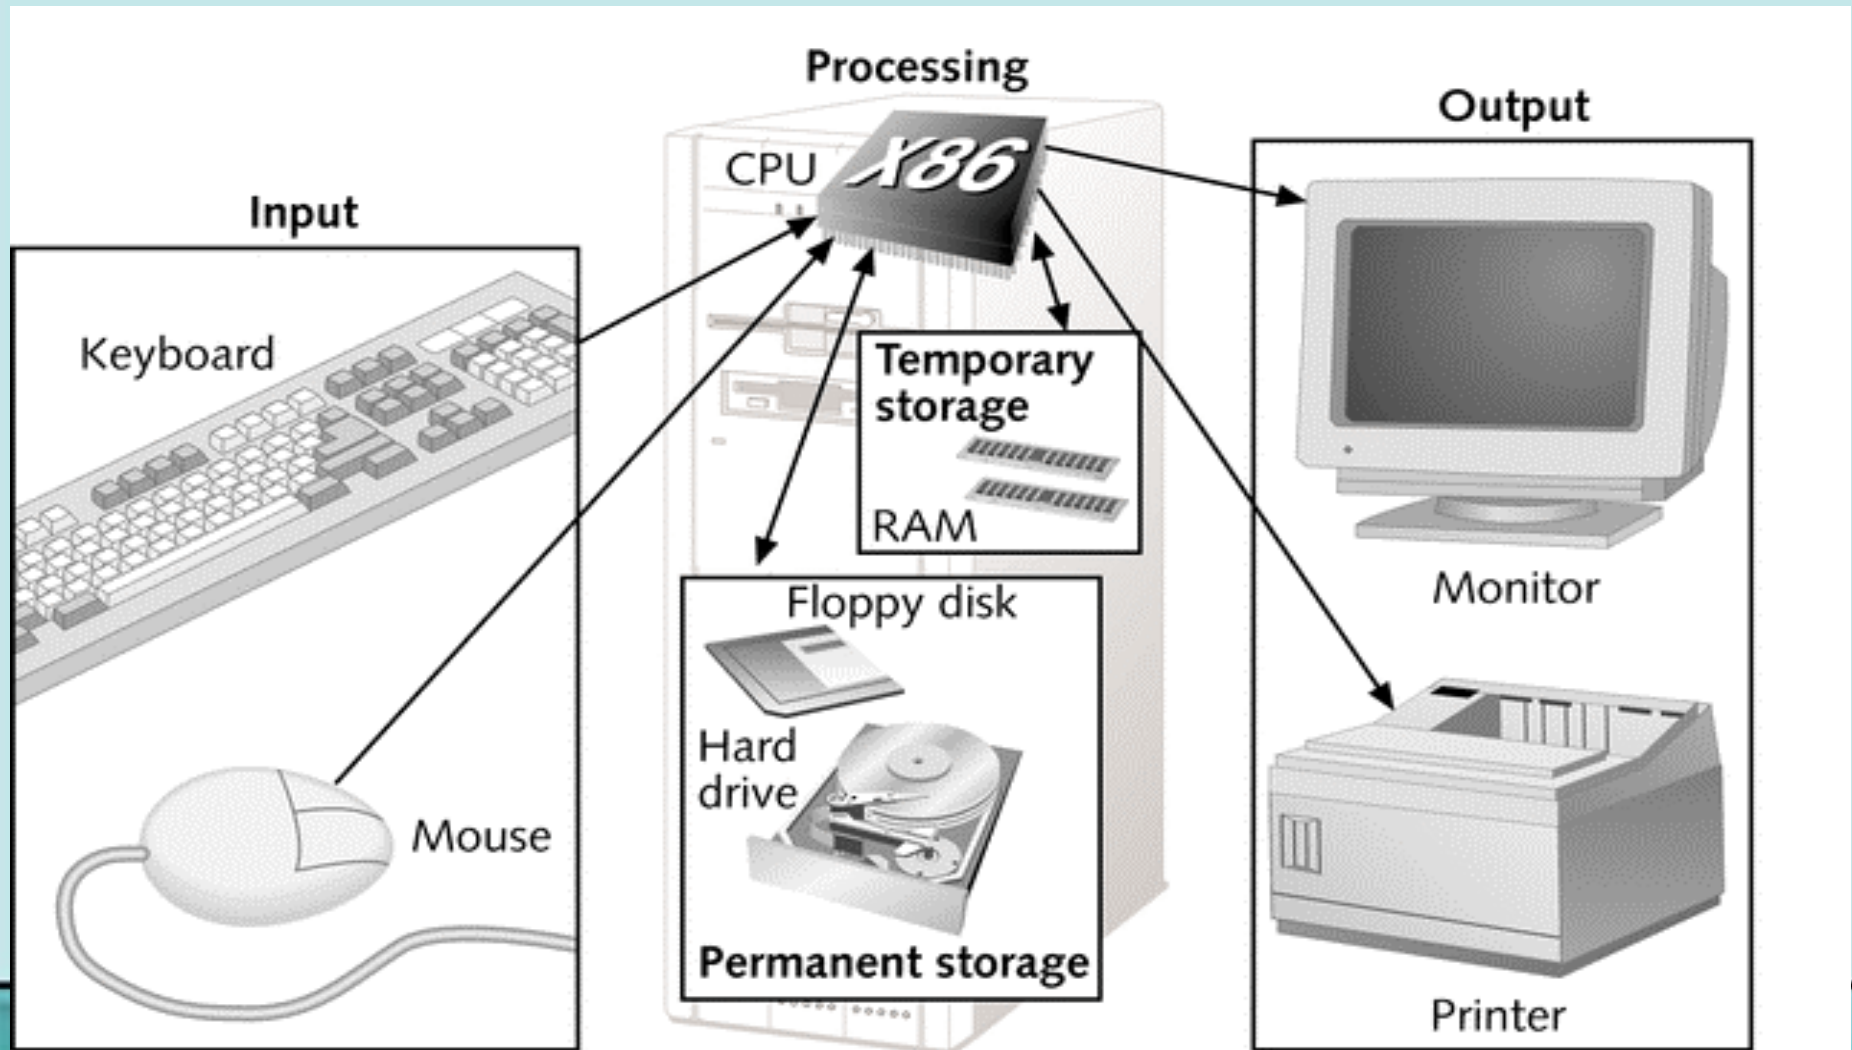 Processing
Output
CPU
X86
Input
Keyboard
Temporary
storage
RAM
Floppy disk
Monitor
Hard
drive
Mouse
Permanent storage
Printer